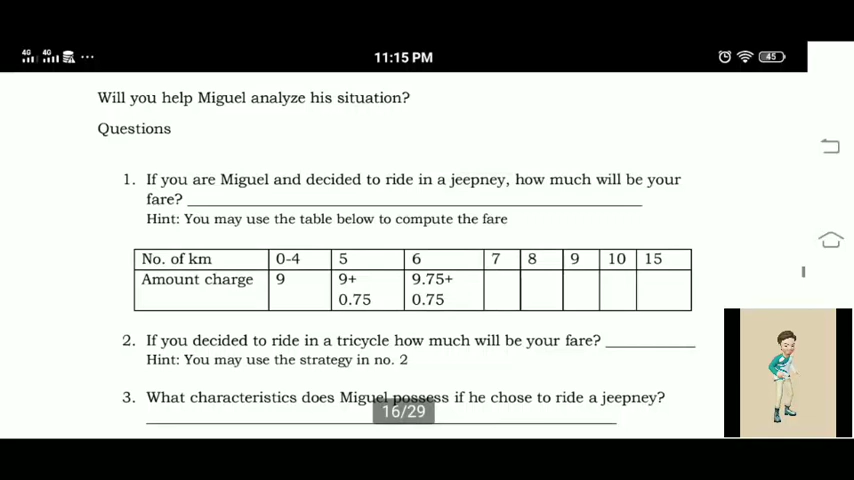 4G 4G ... 11:15 PM 45
Will you help Miguel analyze his situation?
Questions
1. If you are Miguel and decided to ride in a jeepney, how much will be your
fare?
Hint: You may use the table below to compute the fare
No. of km 0-4 5 6 7 8 9 10 15
Amount charge 9 9+ 9.75+
0.75 0.75
2. If you decided to ride in a tricycle how much will be your fare?
Hint: You may use the strategy in no. 2
3. What characteristics does Miguel possess if he chose to ride a jeepney?
16/29